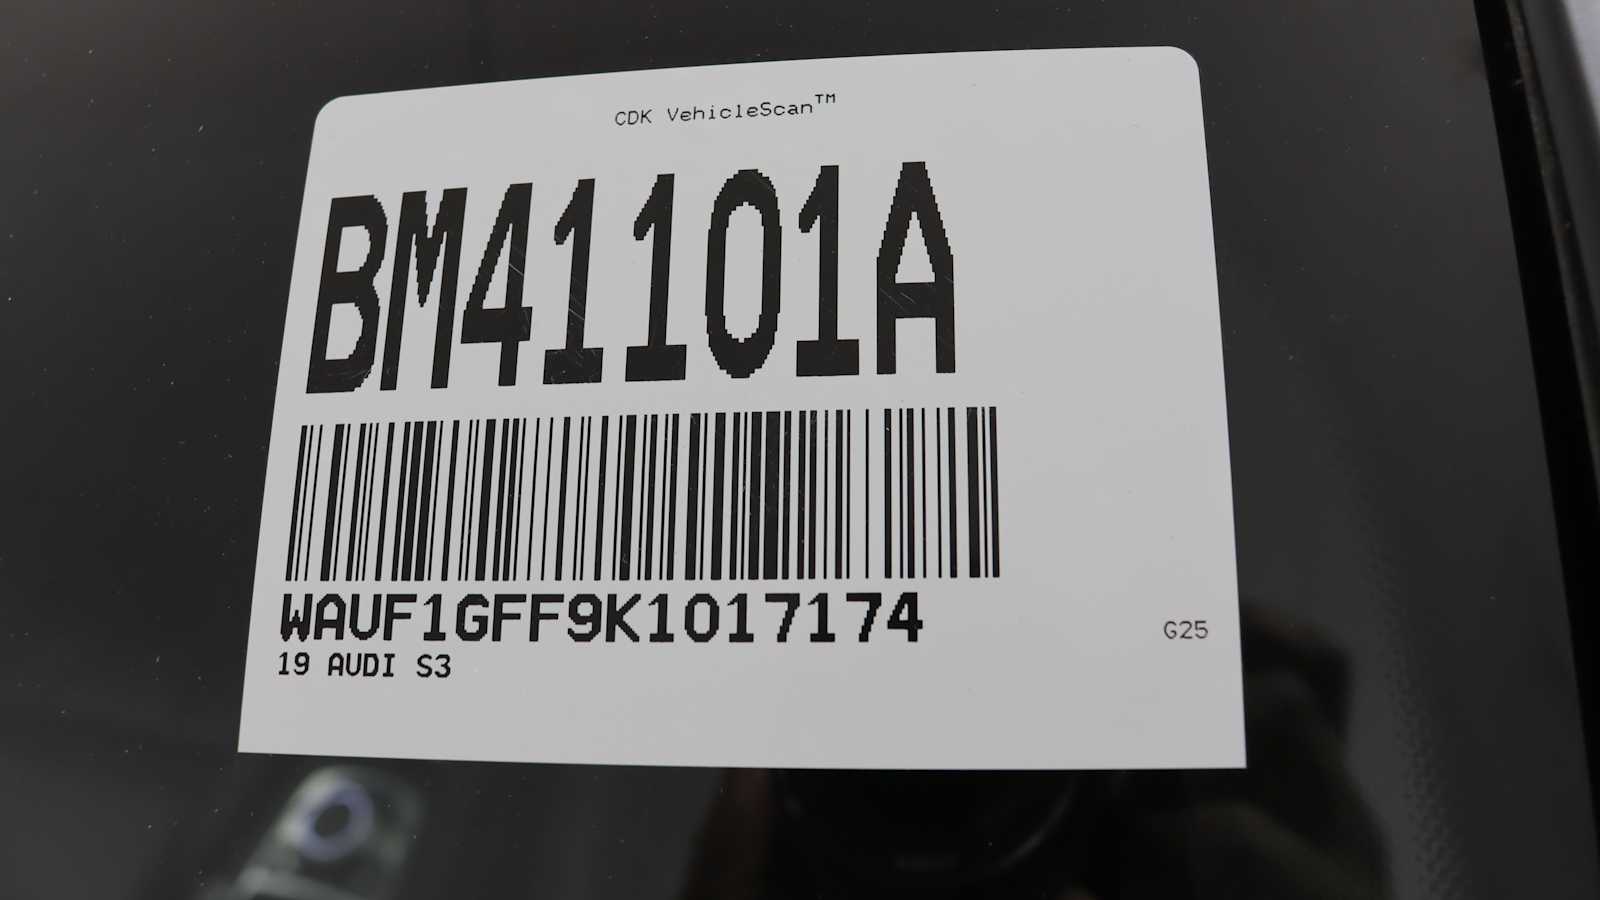 CDK VehicleScan™
BM41101A
WAUF1GFF9K1017174
19 AUDI S3
G25